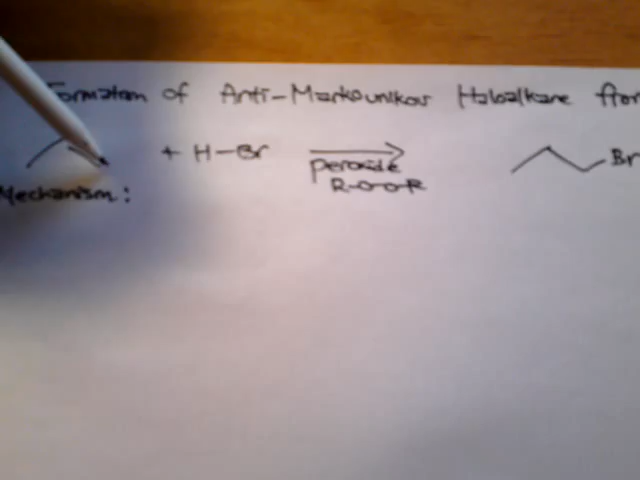 Formation of Anti-Markovnikov Haloalkane from
+ H-Br peroxide R-O-O-R Br
Mechanism: